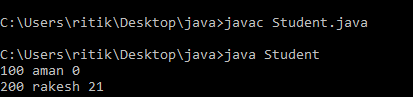 C:\Users\ritik\Desktop\java>javac Student.java
C:\Users\ritik\Desktop\java>java Student
100 aman 0
200 rakesh 21